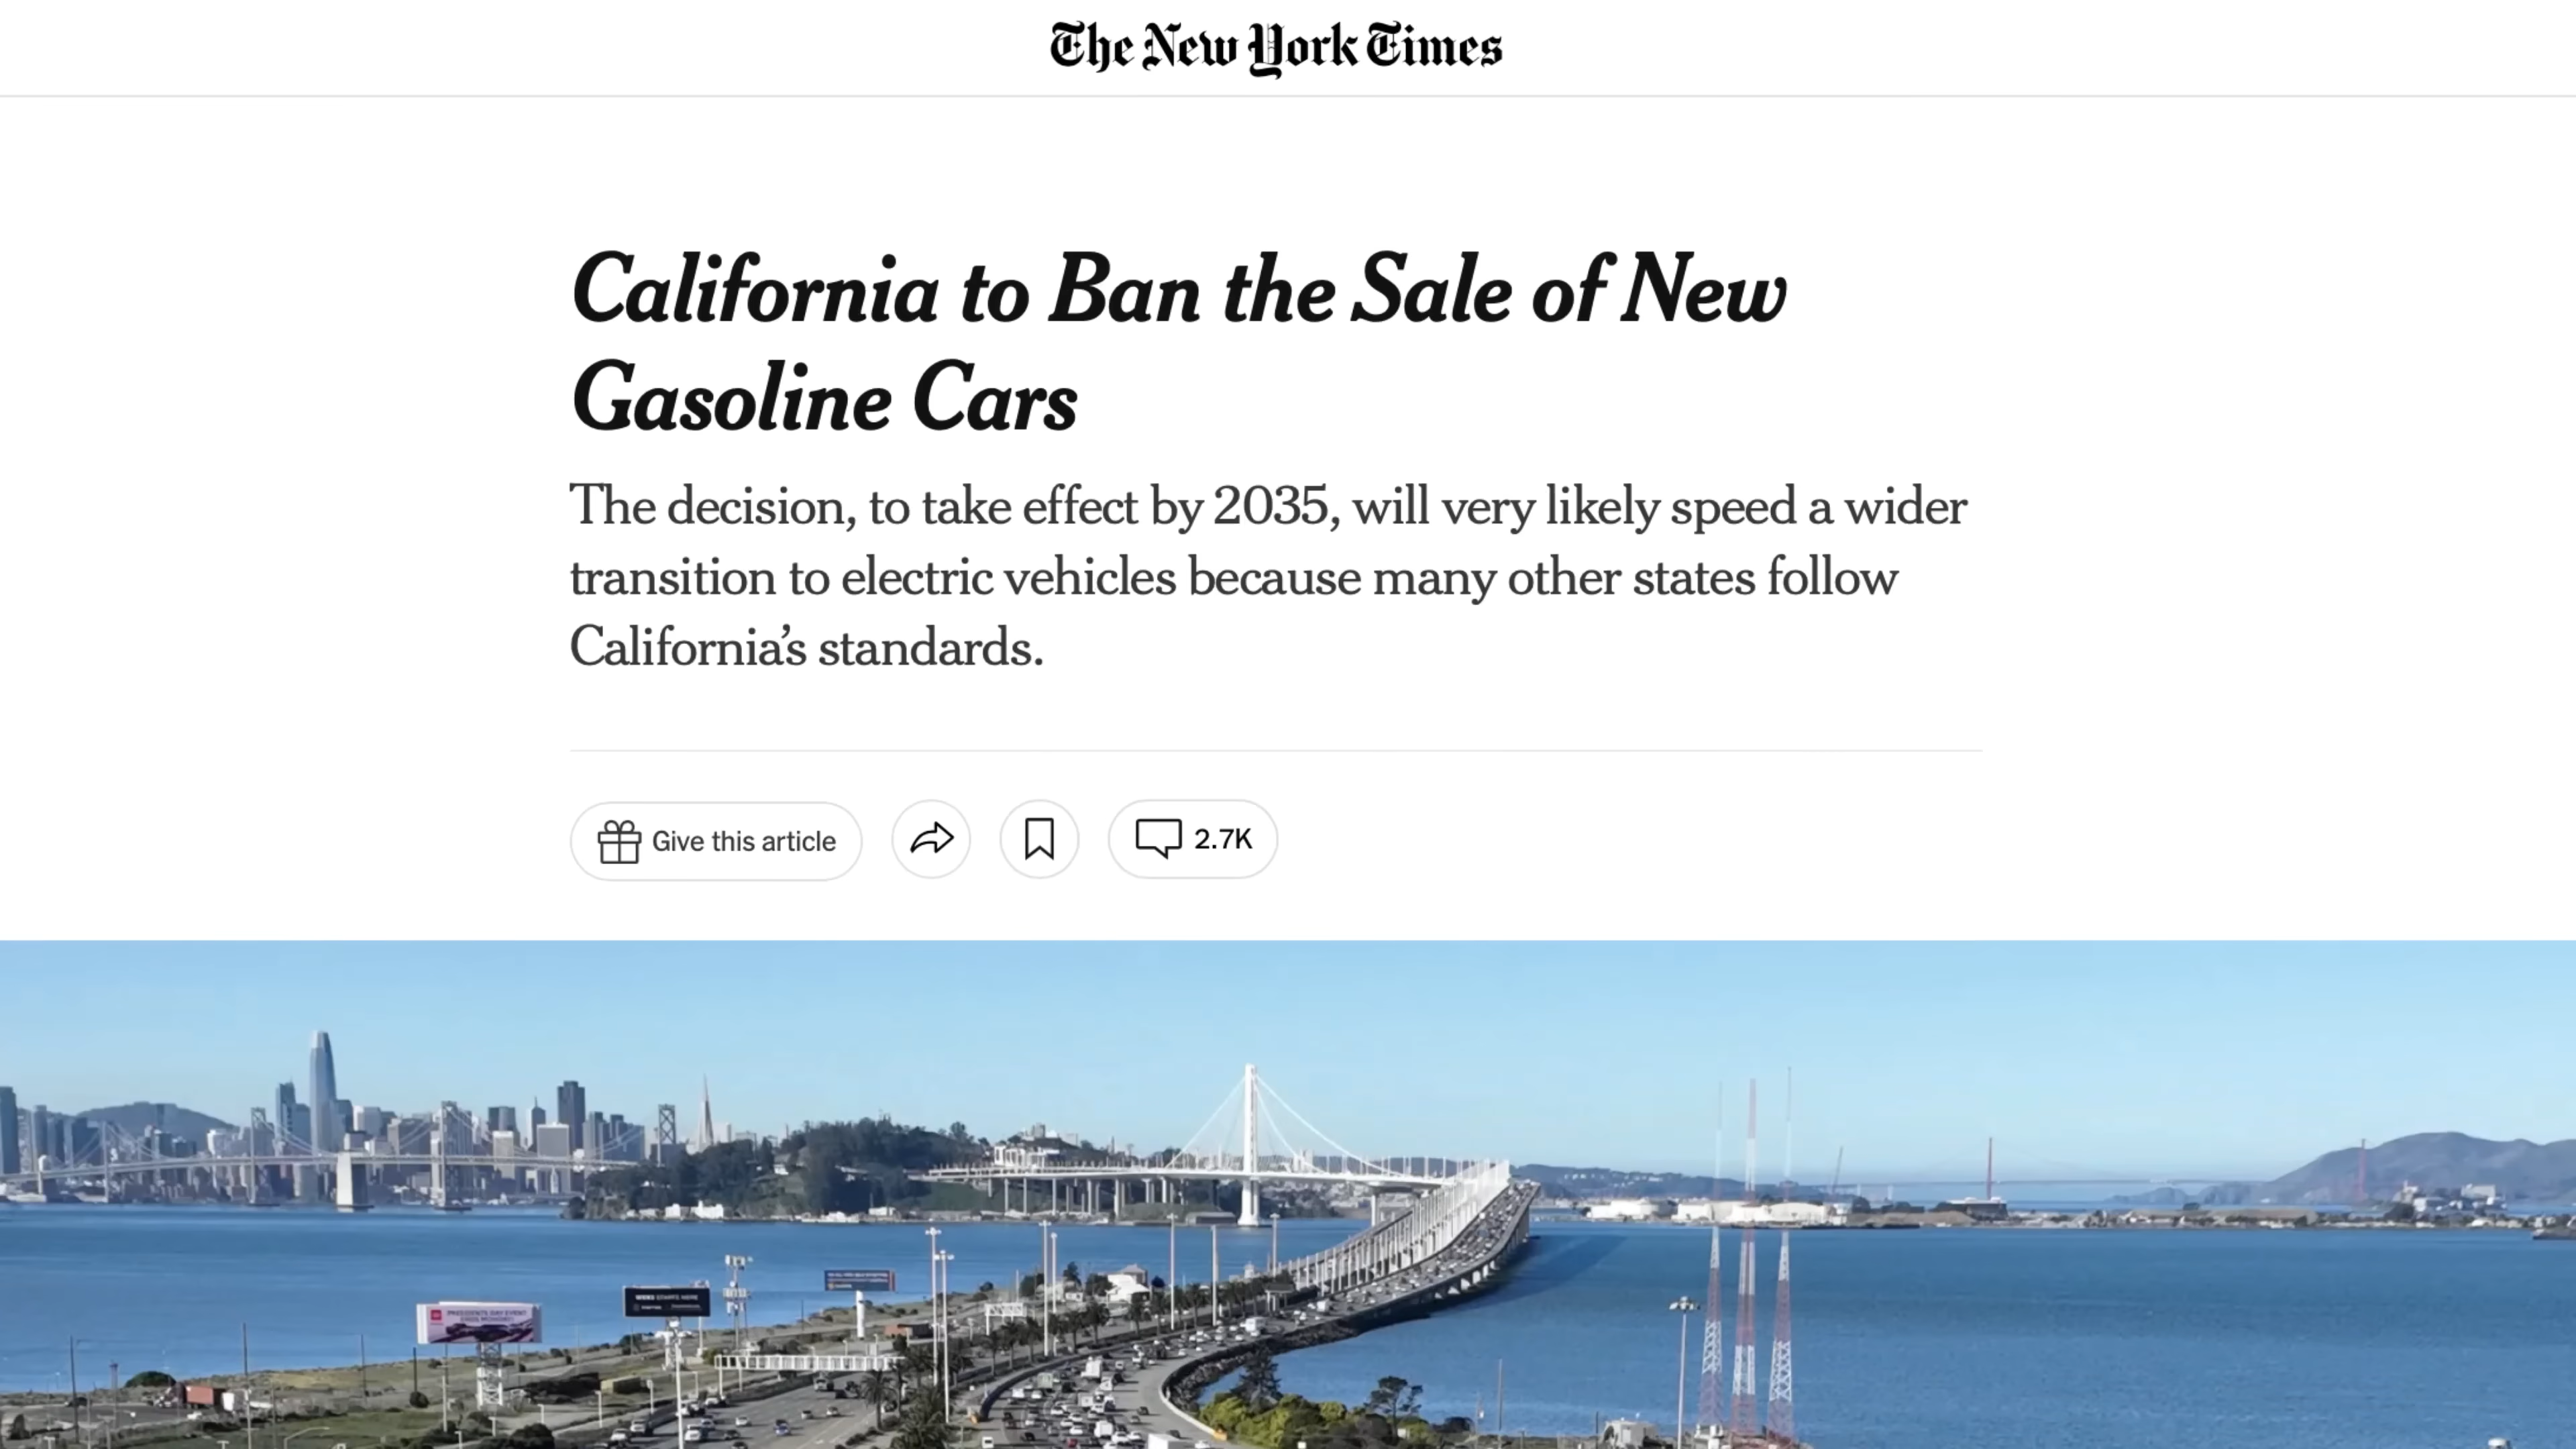 The New York Times
California to Ban the Sale of New
Gasoline Cars
The decision, to take effect by 2035, will very likely speed a wider
transition to electric vehicles because many other states follow
California's standards.
Give this article
2.7K